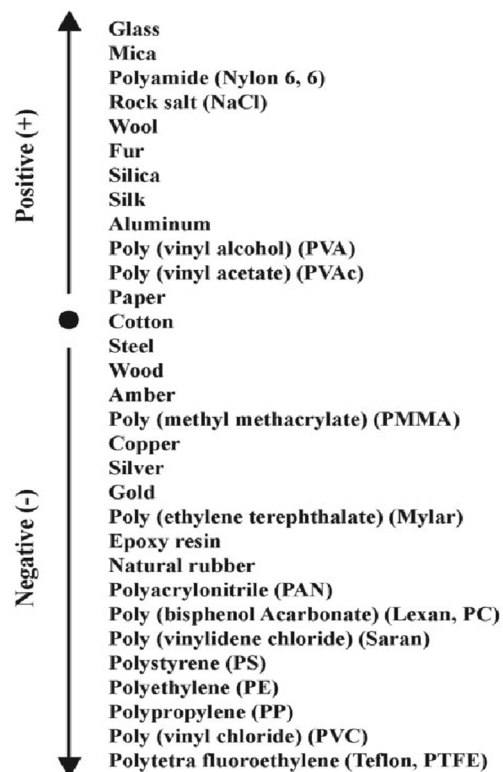 Positive (+)
Glass
Mica
Polyamide (Nylon 6, 6)
Rock salt (NaCl)
Wool
Fur
Silica
Silk
Aluminum
Poly (vinyl alcohol) (PVA)
Poly (vinyl acetate) (PVAc)
Paper
Cotton
Negative (-)
Steel
Wood
Amber
Poly (methyl methacrylate) (PMMA)
Copper
Silver
Gold
Poly (ethylene terephthalate) (Mylar)
Epoxy resin
Natural rubber
Polyacrylonitrile (PAN)
Poly (bisphenol Acarbonate) (Lexan, PC)
Poly (vinylidene chloride) (Saran)
Polystyrene (PS)
Polyethylene (PE)
Polypropylene (PP)
Poly (vinyl chloride) (PVC)
Polytetra fluoroethylene (Teflon, PTFE)